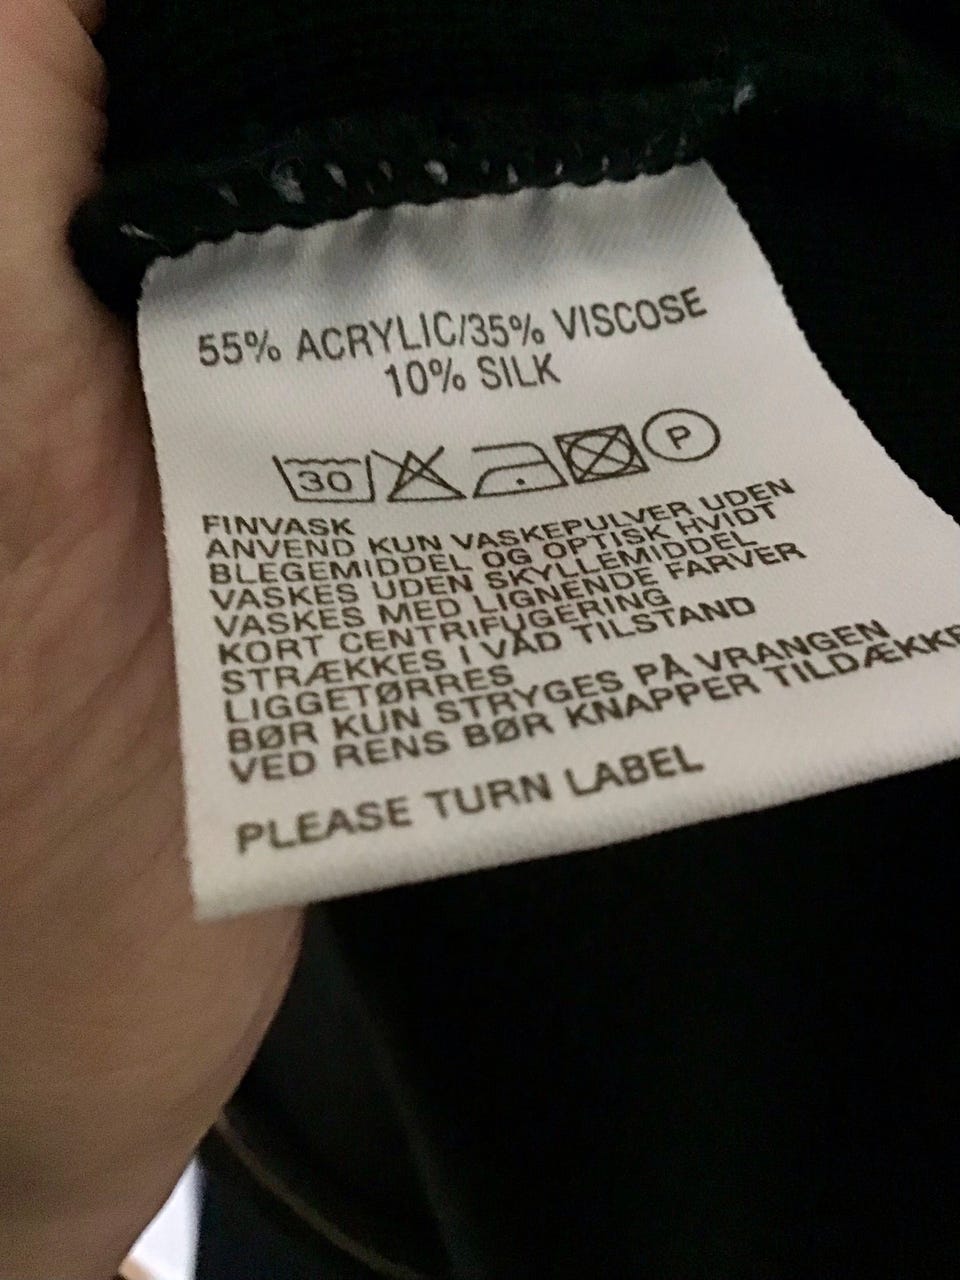 55% ACRYLIC/35% VISCOSE
10% SILK
30 P
FINVASK
ANVEND KUN VASKEPULVER UDEN
BLEGEMIDDEL OG OPTISK HVIDT
VASKES UDEN SKYLLEMIDDEL
VASKES MED LIGNENDE FARVER
KORT CENTRIFUGERING
STRÆKKES I VÅD TILSTAND
LIGGETØRRES
BØR KUN STRYGES PÅ VRANGEN
VED RENS BØR KNAPPER TILDÆKKE
PLEASE TURN LABEL